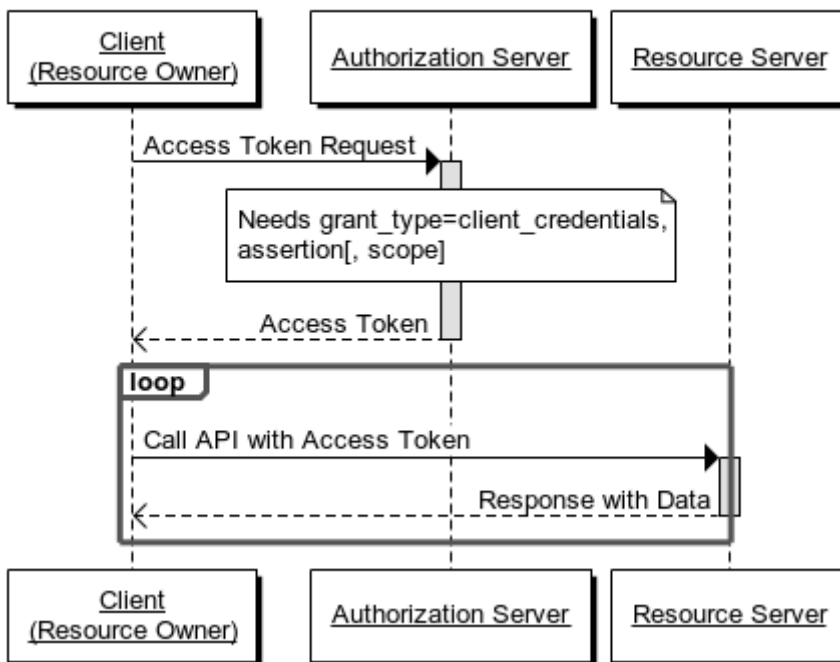 Client
(Resource Owner)
Authorization Server
Resource Server
Access Token Request
Needs grant_type=client_credentials,
assertion[, scope]
Access Token
loop
Call API with Access Token
Response with Data
Client
(Resource Owner)
Authorization Server
Resource Server